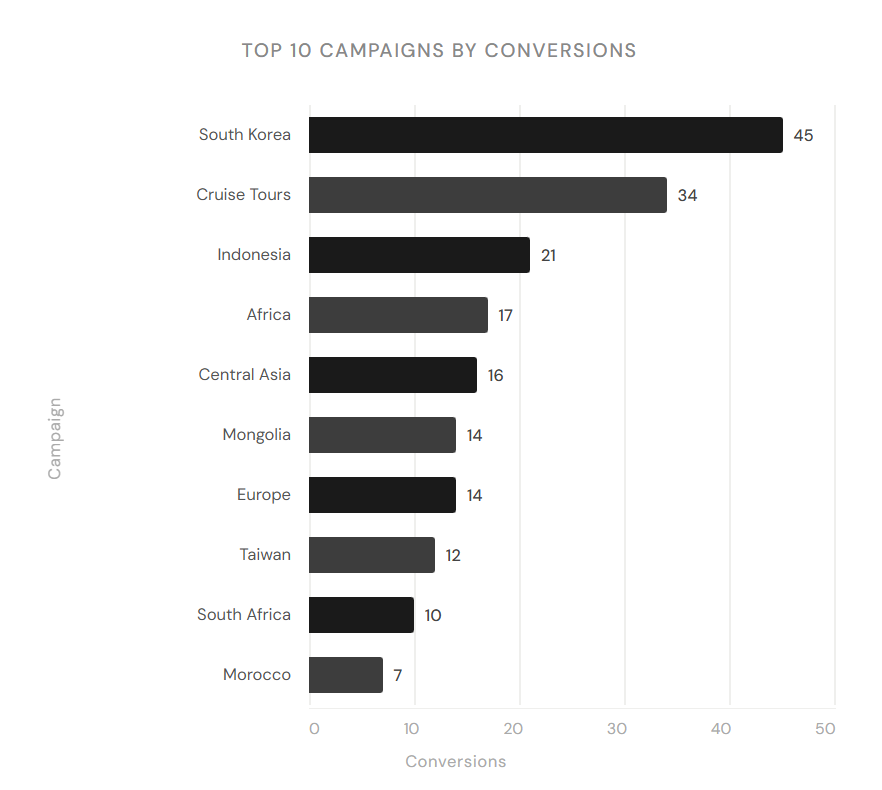 TOP 10 CAMPAIGNS BY CONVERSIONS
South Korea 45
Cruise Tours 34
Indonesia 21
Africa 17
Central Asia 16
Mongolia 14
Europe 14
Taiwan 12
South Africa 10
Morocco 7
Campaign
0 10 20 30 40 50
Conversions